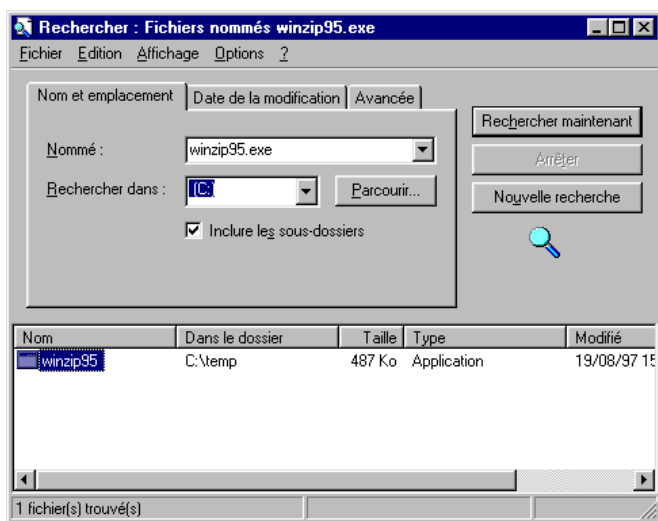 Rechercher : Fichiers nommés winzip95.exe
Fichier Edition Affichage Options ?
Nom et emplacement Date de la modification Avancée
Rechercher maintenant
Nommé : winzip95.exe
Arrêter
Rechercher dans : (C:) Parcourir...
Nouvelle recherche
Inclure les sous-dossiers
Nom Dans le dossier Taille Type Modifié
winzip95 C:\temp 487 Ko Application 19/08/97 15
1 fichier(s) trouvé(s)